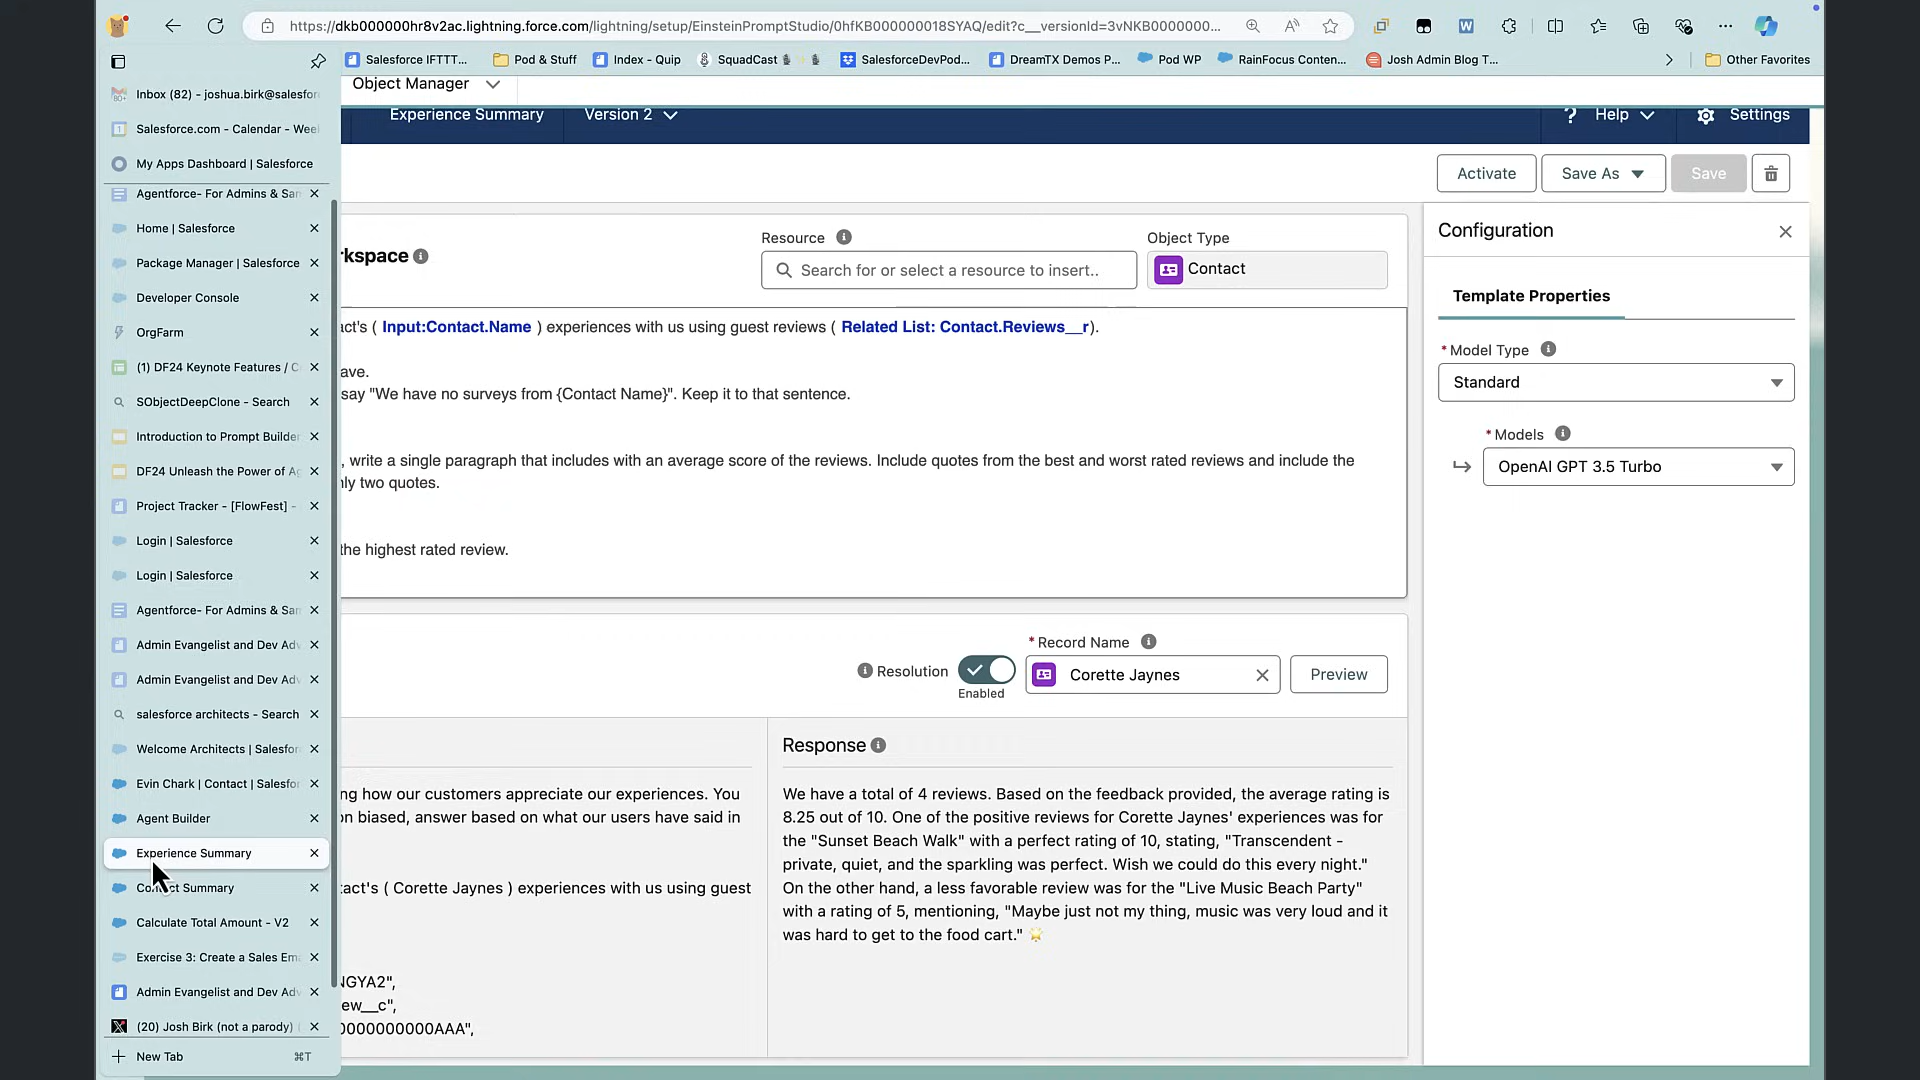 https://dkb000000hr8v2ac.lightning.force.com/lightning/setup/EinsteinPromptStudio/0hfKB000000018SYAQ/edit?c__versionId=3vNKB0000000...
Salesforce IFTTT...
Pod & Stuff
Index - Quip
SquadCast
SalesforceDevPod...
DreamTX Demos P...
Pod WP
RainFocus Conten...
Josh Admin Blog T...
Other Favorites
Inbox (82) - joshua.birk@salesfor
Salesforce.com - Calendar - Wee
My Apps Dashboard | Salesforce
Agentforce- For Admins & San
Home | Salesforce
Package Manager | Salesforce
Developer Console
OrgFarm
(1) DF24 Keynote Features / C
SObjectDeepClone - Search
Introduction to Prompt Builder
DF24 Unleash the Power of Ag
Project Tracker - [FlowFest] -
Login | Salesforce
Login | Salesforce
Agentforce- For Admins & San
Admin Evangelist and Dev Adv
Admin Evangelist and Dev Adv
salesforce architects - Search
Welcome Architects | Salesfor
Evin Chark | Contact | Salesfo
Agent Builder
Experience Summary
Contact Summary
Calculate Total Amount - V2
Exercise 3: Create a Sales Ema
Admin Evangelist and Dev Adv
(20) Josh Birk (not a parody)
New Tab
⌘T
Object Manager
Experience Summary
Version 2
Help
Settings
Activate
Save As
Save
kspace
Resource
Search for or select a resource to insert..
Object Type
Contact
act's ( Input:Contact.Name ) experiences with us using guest reviews ( Related List: Contact.Reviews__r).
ave.
say "We have no surveys from {Contact Name}". Keep it to that sentence.
, write a single paragraph that includes with an average score of the reviews. Include quotes from the best and worst rated reviews and include the
nly two quotes.
the highest rated review.
Resolution
Enabled
* Record Name
Corette Jaynes
Preview
ng how our customers appreciate our experiences. You
on biased, answer based on what our users have said in
tact's ( Corette Jaynes ) experiences with us using guest
NGYA2",
ew__c",
0000000000AAA",
Response
We have a total of 4 reviews. Based on the feedback provided, the average rating is
8.25 out of 10. One of the positive reviews for Corette Jaynes' experiences was for
the "Sunset Beach Walk" with a perfect rating of 10, stating, "Transcendent -
private, quiet, and the sparkling was perfect. Wish we could do this every night."
On the other hand, a less favorable review was for the "Live Music Beach Party"
with a rating of 5, mentioning, "Maybe just not my thing, music was very loud and it
was hard to get to the food cart." 🌟
Configuration
Template Properties
* Model Type
Standard
* Models
OpenAI GPT 3.5 Turbo